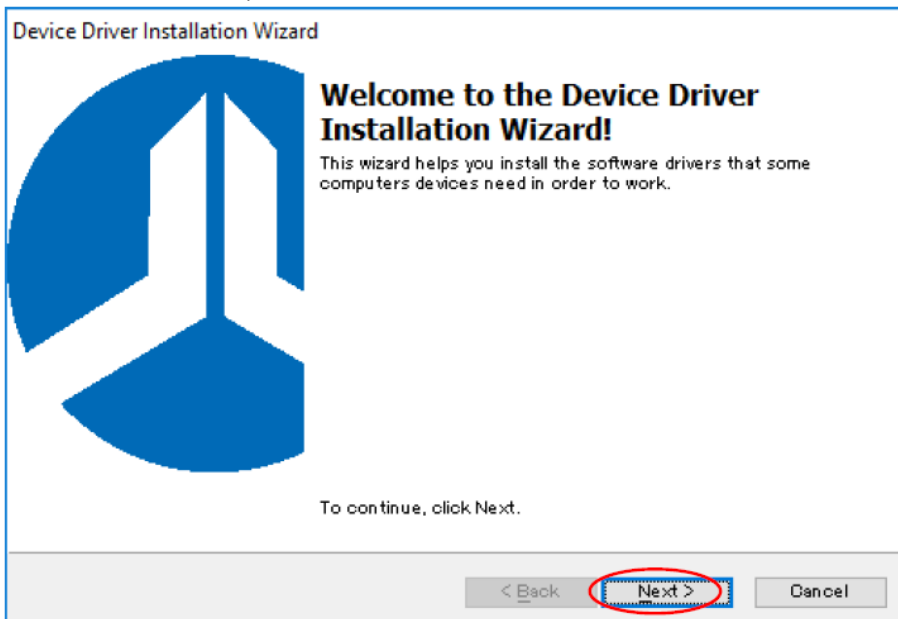 Device Driver Installation Wizard
Welcome to the Device Driver
Installation Wizard!
This wizard helps you install the software drivers that some
computers devices need in order to work.
To continue, click Next.
< Back
Next >
Cancel